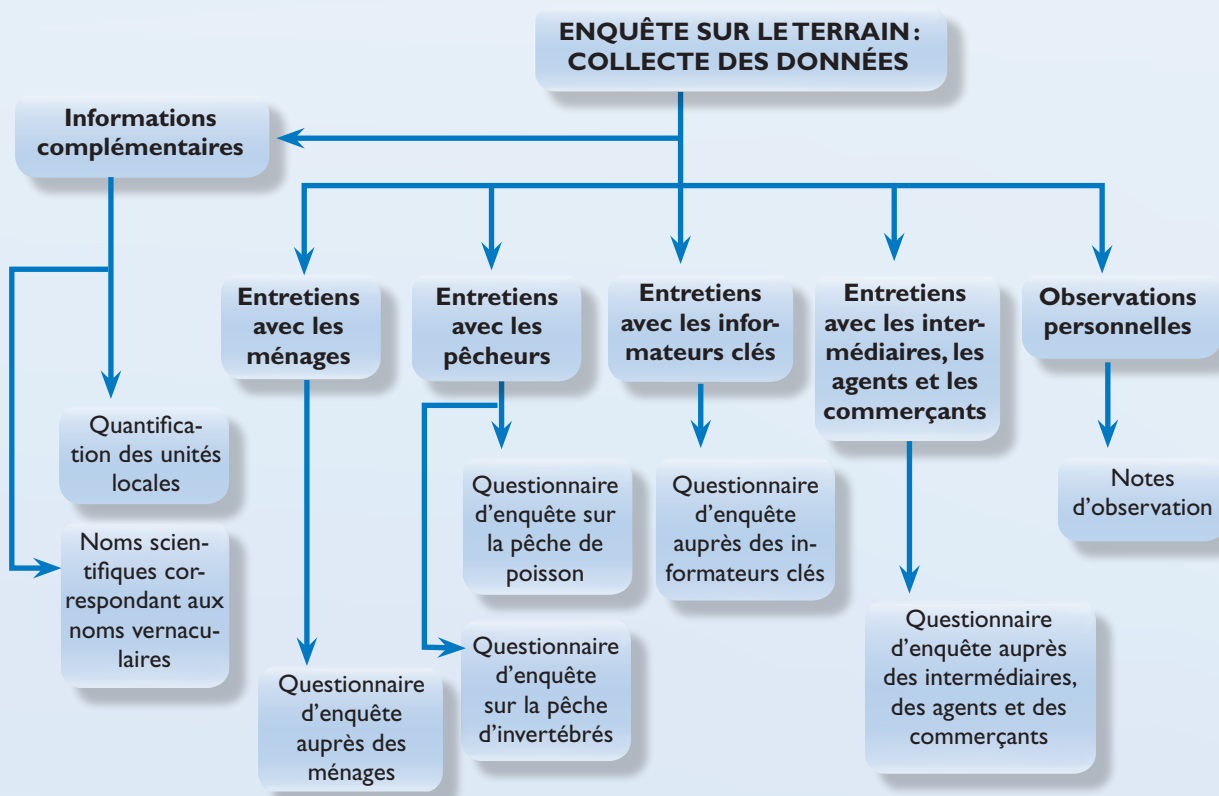 ENQUÊTE SUR LE TERRAIN :
COLLECTE DES DONNÉES
Informations
complémentaires
Quantifica-
tion des unités
locales
Noms scien-
tifiques cor-
respondant aux
noms vernacu-
laires
Entretiens
avec les
ménages
Questionnaire
d'enquête
auprès des
ménages
Entretiens
avec les
pêcheurs
Questionnaire
d'enquête sur
la pêche de
poisson
Questionnaire
d'enquête
sur la pêche
d'invertébrés
Entretiens
avec les infor-
mateurs clés
Questionnaire
d'enquête
auprès des in-
formateurs clés
Entretiens
avec les inter-
médiaires, les
agents et les
commerçants
Questionnaire
d'enquête auprès
des intermédiaires,
des agents et des
commerçants
Observations
personnelles
Notes
d'observation